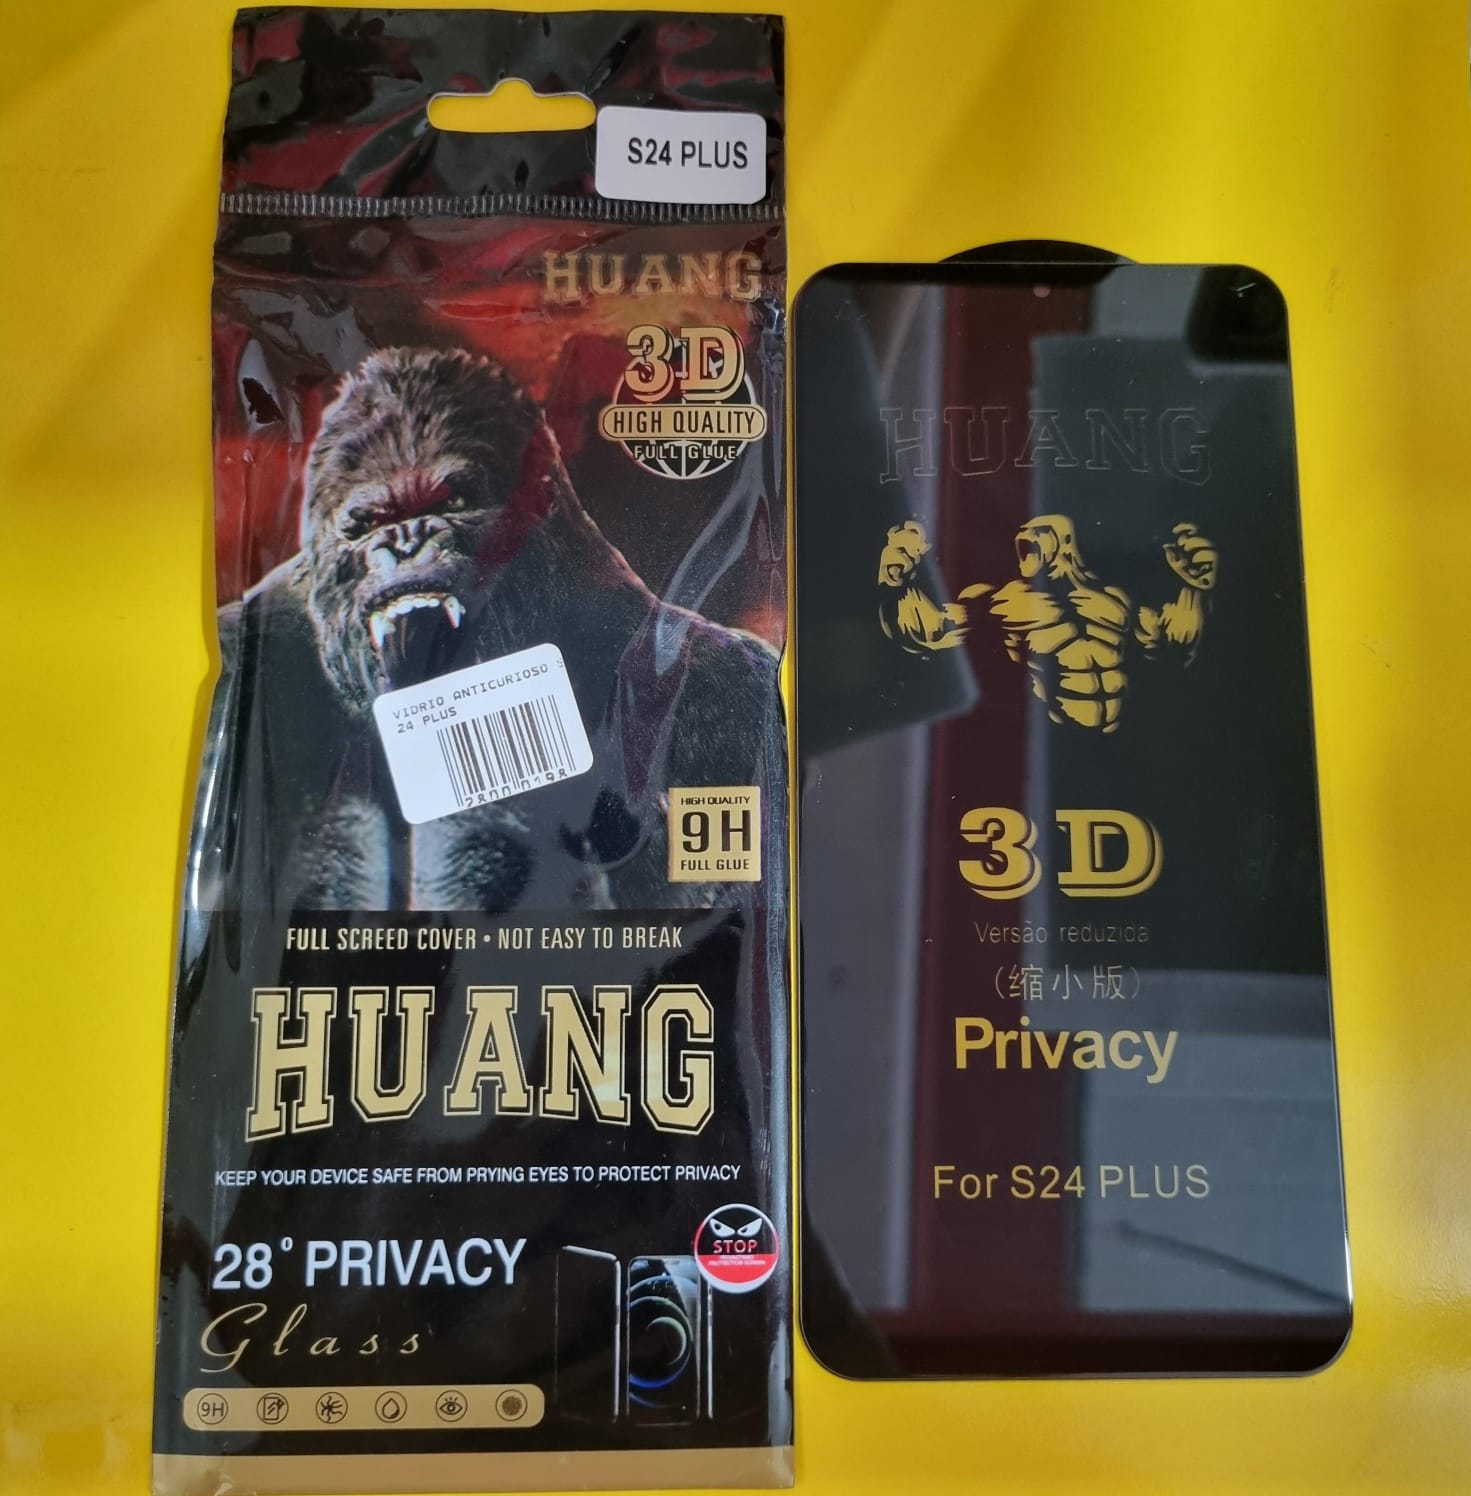 S24 PLUS
HUANG
3D
HIGH QUALITY
FULL GLUE
VIDRIO ANTICURIOSO S
24 PLUS
28000198
HIGH QUALITY
9H
FULL GLUE
FULL SCREED COVER • NOT EASY TO BREAK
HUANG
KEEP YOUR DEVICE SAFE FROM PRYING EYES TO PROTECT PRIVACY
28° PRIVACY
Glass
STOP
9H
HUANG
3D
Versão reduzida
(缩小版)
Privacy
For S24 PLUS